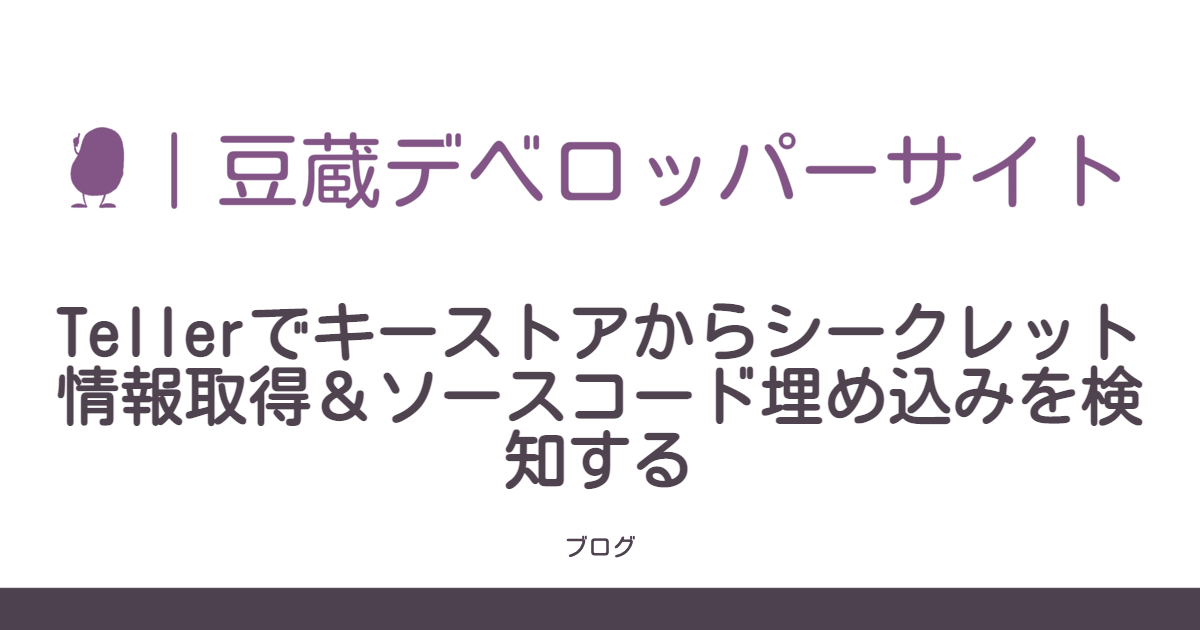 ｜豆蔵デベロッパーサイト
Tellerでキーストアからシークレット
情報取得＆ソースコード埋め込みを検
知する
ブログ